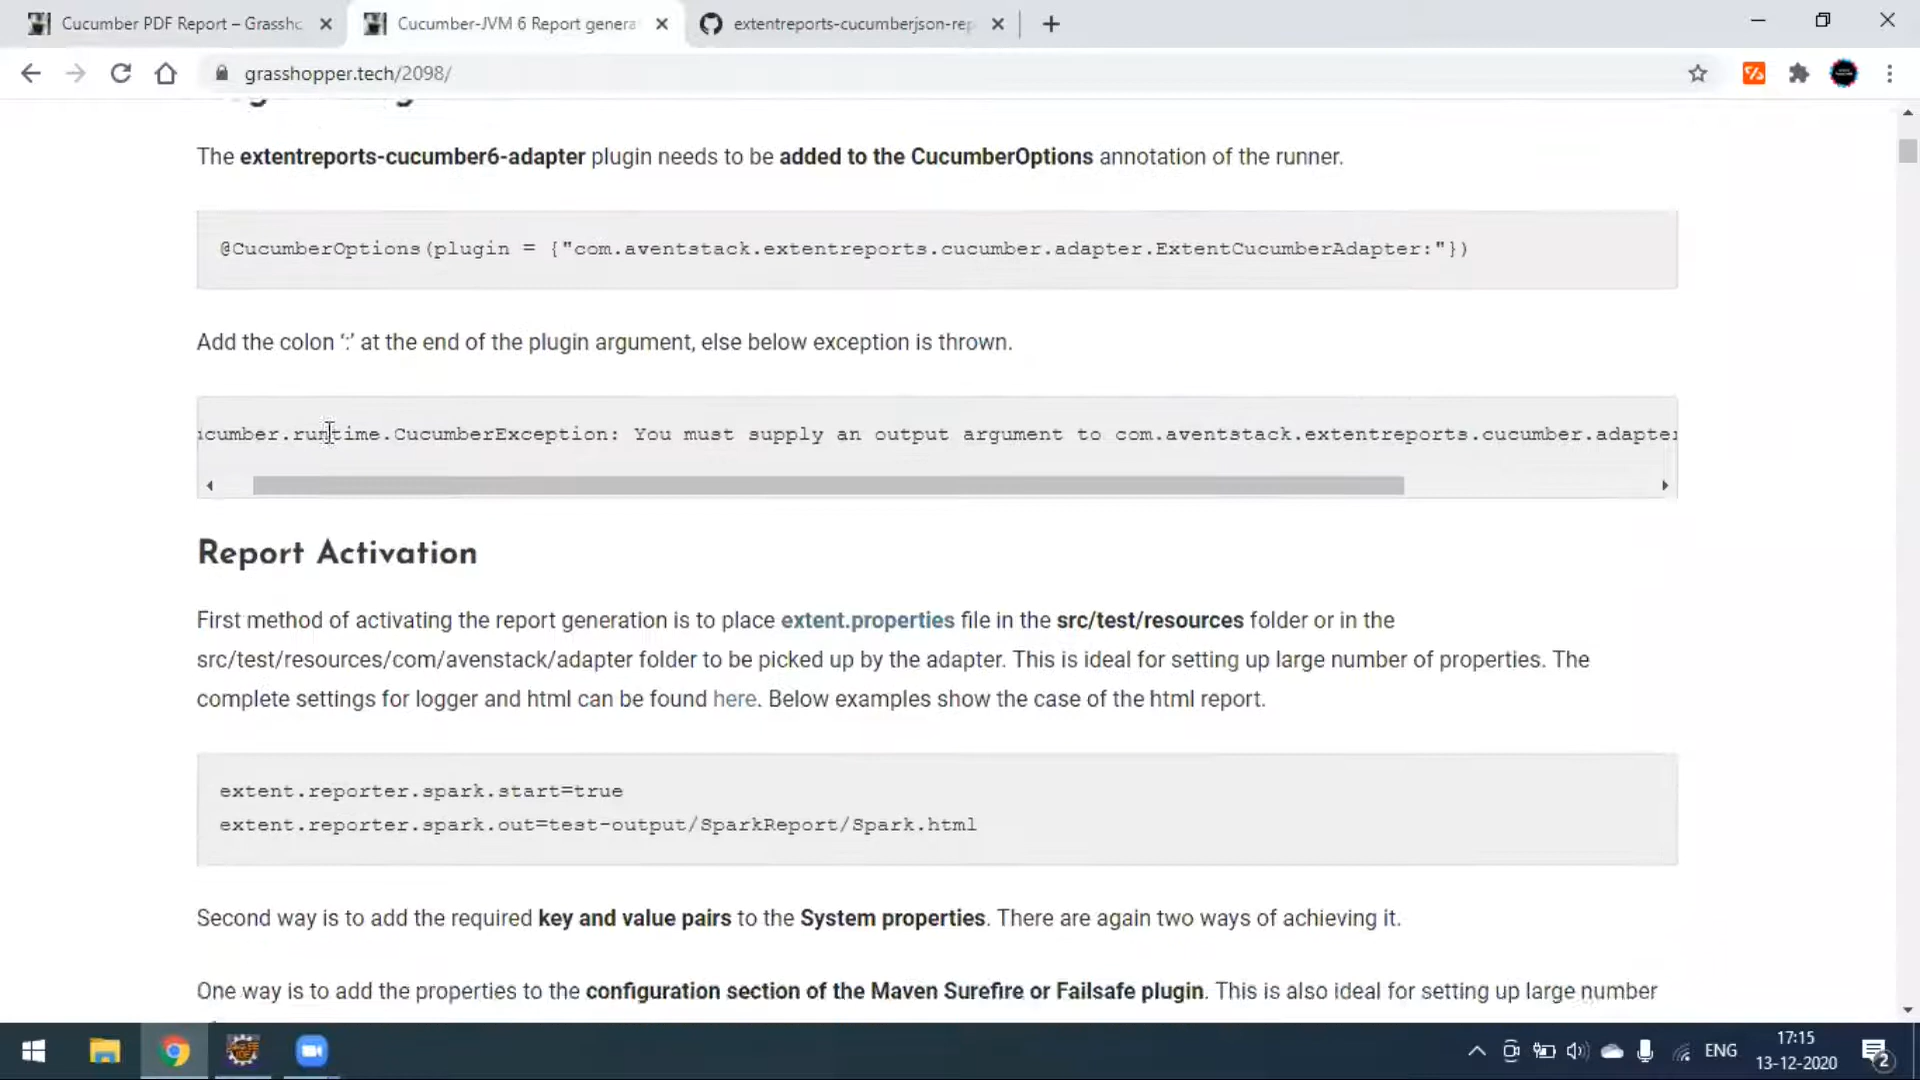 Cucumber PDF Report – Grassho
Cucumber-JVM 6 Report genera
extentreports-cucumberjson-rep
grasshopper.tech/2098/
The extentreports-cucumber6-adapter plugin needs to be added to the CucumberOptions annotation of the runner.
@CucumberOptions(plugin = {"com.aventstack.extentreports.cucumber.adapter.ExtentCucumberAdapter:"})
Add the colon ‘:’ at the end of the plugin argument, else below exception is thrown.
ucumber.runtime.CucumberException: You must supply an output argument to com.aventstack.extentreports.cucumber.adapter
Report Activation
First method of activating the report generation is to place extent.properties file in the src/test/resources folder or in the
src/test/resources/com/avenstack/adapter folder to be picked up by the adapter. This is ideal for setting up large number of properties. The
complete settings for logger and html can be found here. Below examples show the case of the html report.
extent.reporter.spark.start=true
extent.reporter.spark.out=test-output/SparkReport/Spark.html
Second way is to add the required key and value pairs to the System properties. There are again two ways of achieving it.
One way is to add the properties to the configuration section of the Maven Surefire or Failsafe plugin. This is also ideal for setting up large number
ENG
17:15
13-12-2020
2